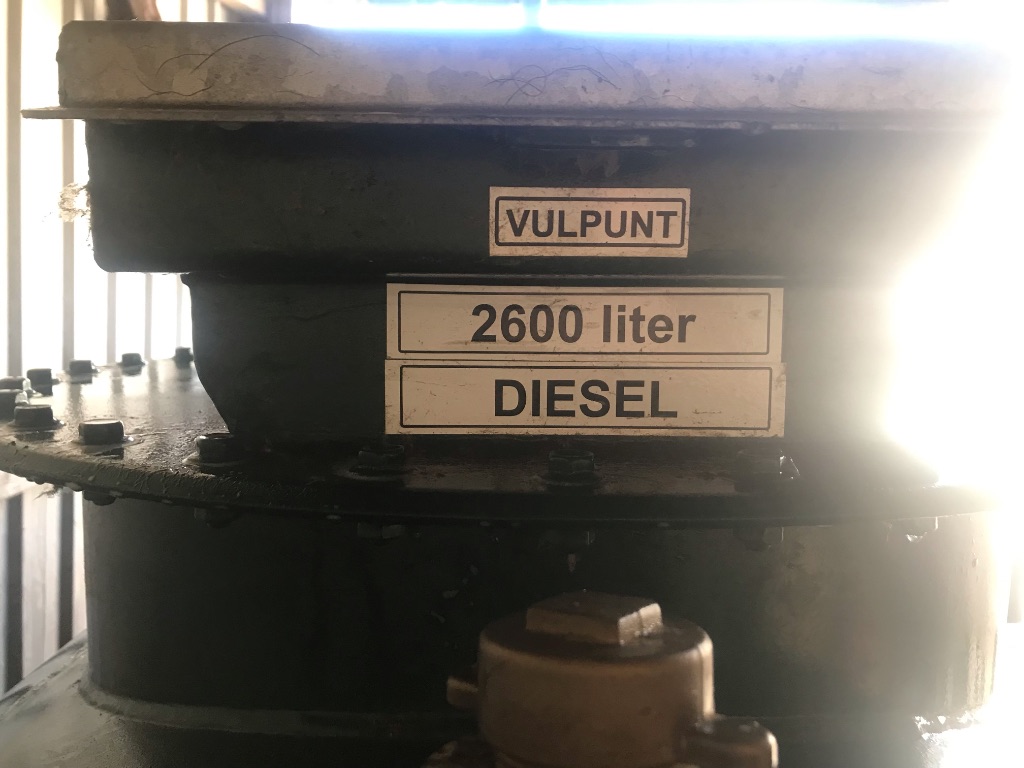 VULPUNT
2600 liter
DIESEL